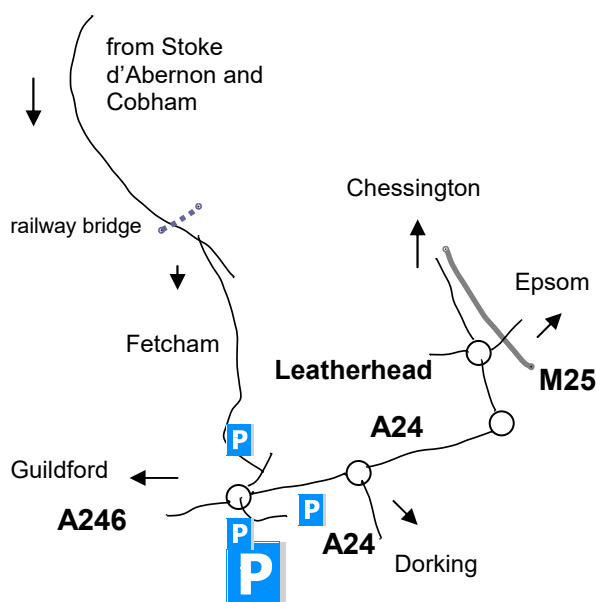 from Stoke
d’Abernon and
Cobham
Chessington
railway bridge
Epsom
Fetcham
Leatherhead
M25
A24
P
Guildford
P
A246
P
A24
P
Dorking